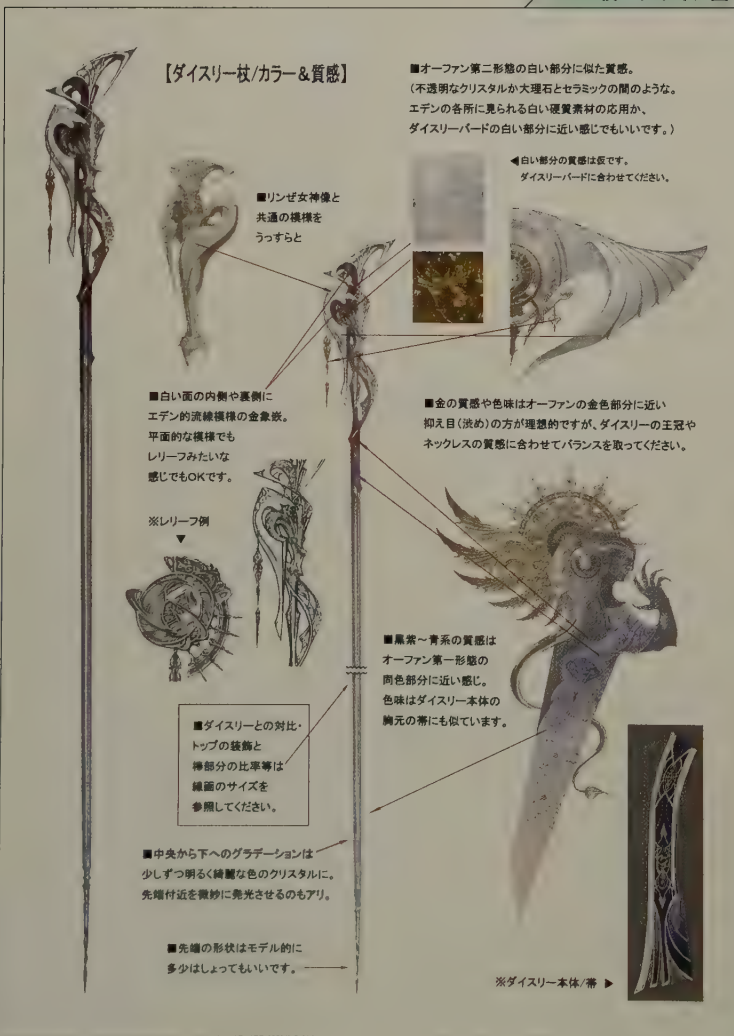 【ダイスリー杖/カラー＆質感】
■オーファン第二形態の白い部分に似た質感。
(不透明なクリスタルか大理石とセラミックの間のような。
エデンの各所に見られる白い硬質素材の応用か、
ダイスリーバードの白い部分に近い感じでもいいです。)
◀白い部分の質感は仮です。
ダイスリーバードに合わせてください。
■リンゼ女神像と
共通の模様を
うっすらと
■白い面の内側や裏側に
エデン的流線模様の金象嵌。
平面的な模様でも
レリーフみたいな
感じでもOKです。
■金の質感や色味はオーファンの金色部分に近い
抑え目(渋め)の方が理想的ですが、ダイスリーの王冠や
ネックレスの質感に合わせてバランスを取ってください。
※レリーフ例
▼
■黒紫～青系の質感は
オーファン第一形態の
同色部分に近い感じ。
色味はダイスリー本体の
胸元の帯にも似ています。
■ダイスリーとの対比・
トップの装飾と
棒部分の比率等は
線画のサイズを
参照してください。
■中央から下へのグラデーションは
少しずつ明るく綺麗な色のクリスタルに。
先端付近を微妙に発光させるのもアリ。
■先端の形状はモデル的に
多少はしょってもいいです。
※ダイスリー本体/帯 ▶